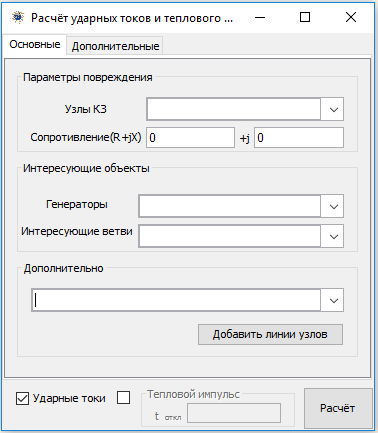 Расчёт ударных токов и теплового ...
Основные Дополнительные
Параметры повреждения
Узлы КЗ
Сопротивление(R+jX) 0 +j 0
Интересующие объекты
Генераторы
Интересующие ветви
Дополнительно
Добавить линии узлов
Ударные токи
Тепловой импульс
t откл
Расчёт